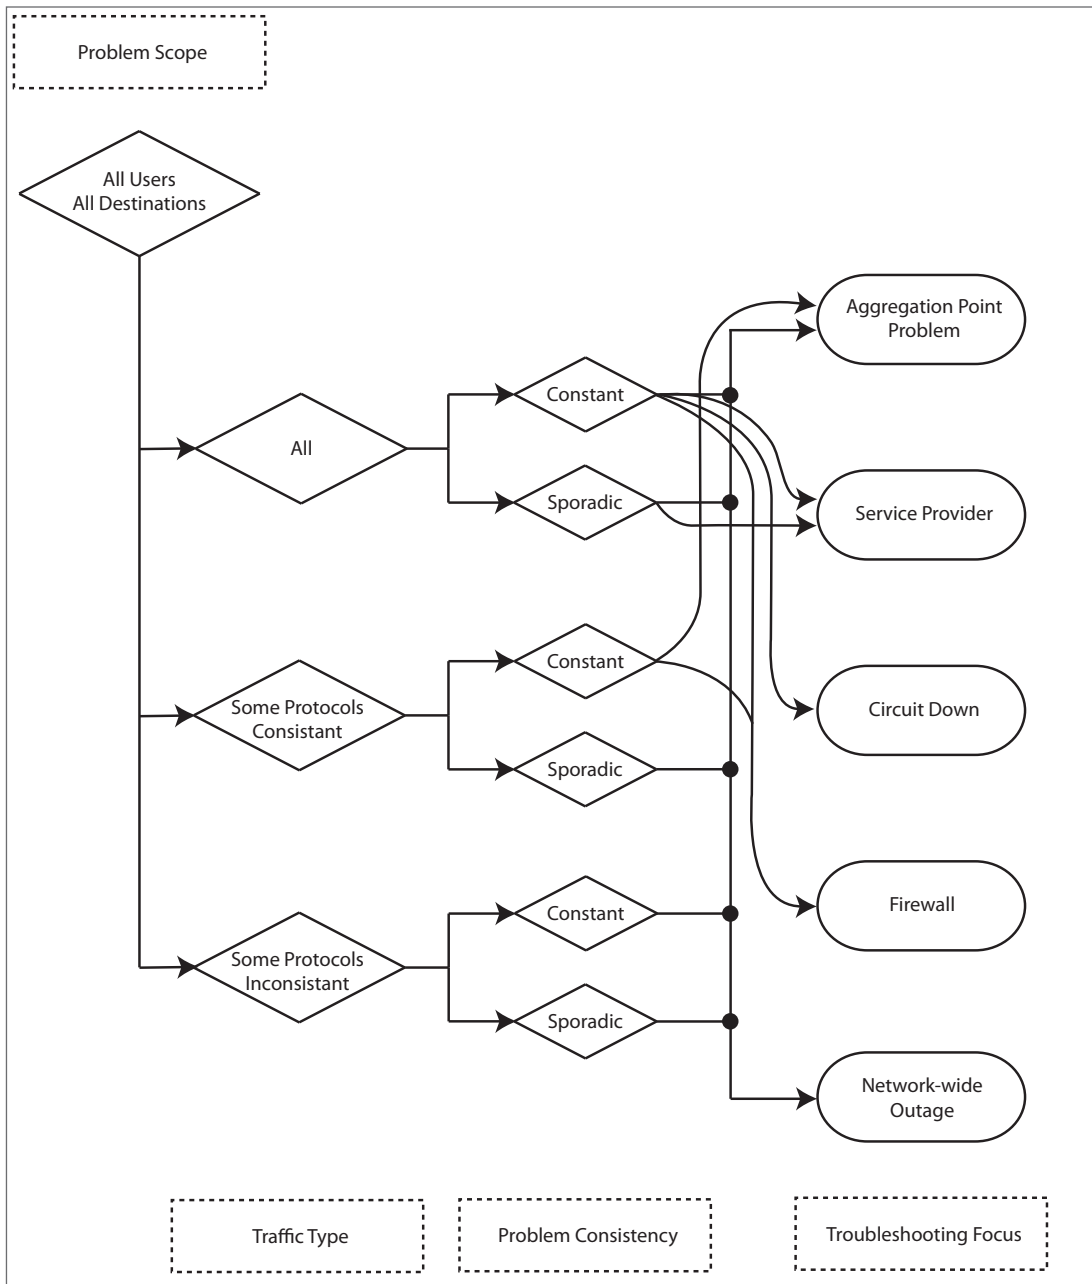 Problem Scope
All Users
All Destinations
Aggregation Point
Problem
Constant
All
Sporadic
Service Provider
Constant
Some Protocols
Consistant
Circuit Down
Sporadic
Firewall
Constant
Some Protocols
Inconsistant
Sporadic
Network-wide
Outage
Traffic Type
Problem Consistency
Troubleshooting Focus